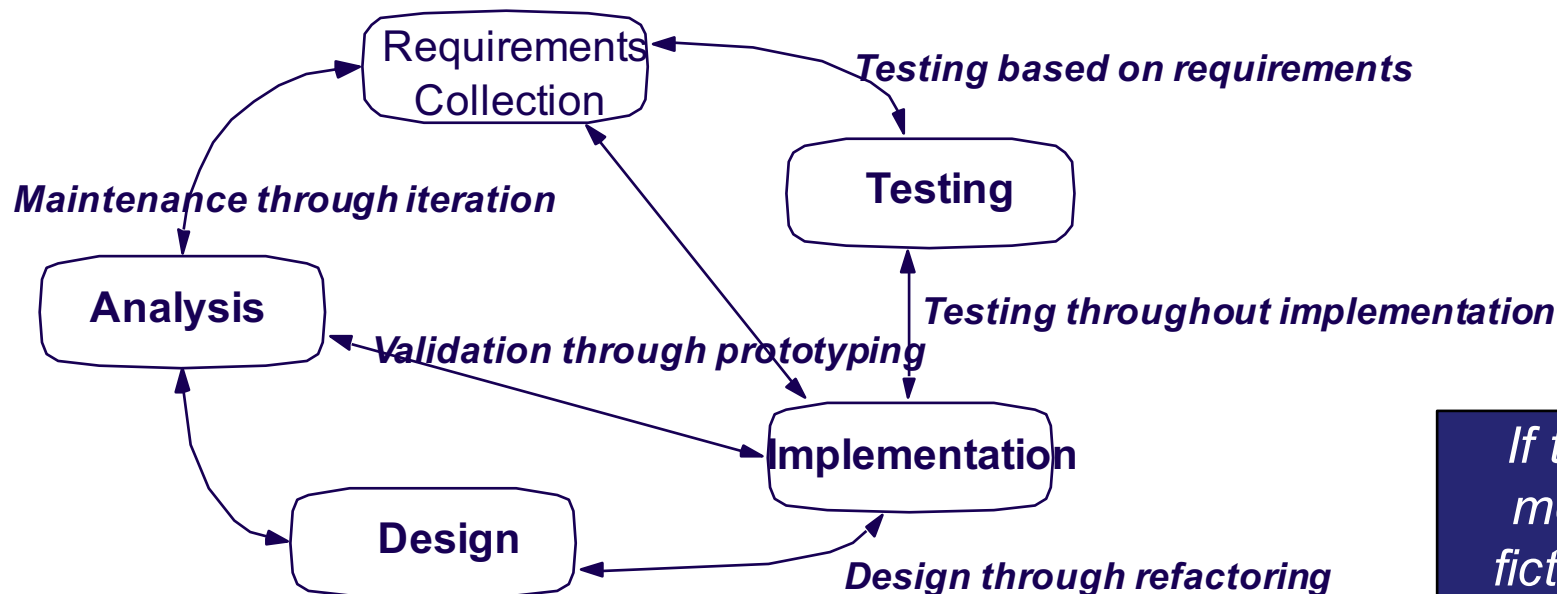 Requirements
Collection
Testing based on requirements
Testing
Maintenance through iteration
Analysis
Testing throughout implementation
Validation through prototyping
Implementation
If t
m
fict
Design
Design through refactoring